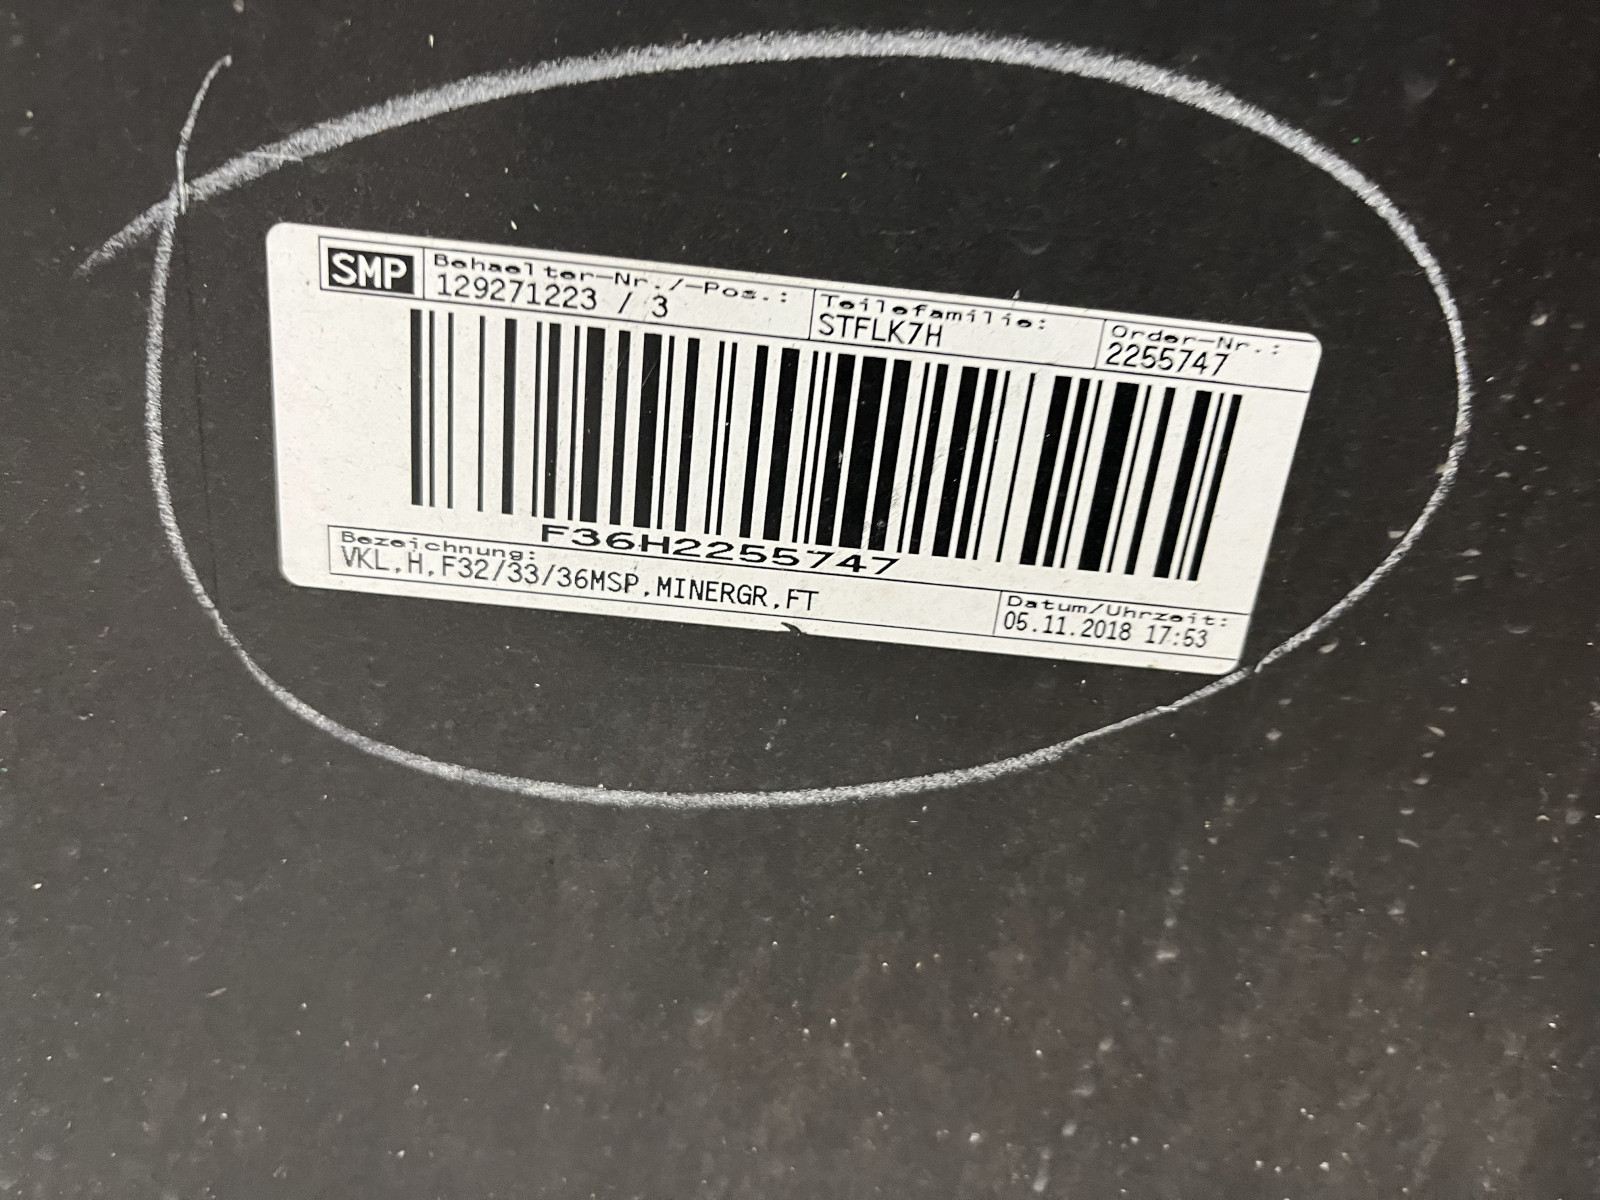 SMP
Behaelter-Nr./-Pos.:
129271223 / 3
Teilefamilie:
STFLK7H
Order-Nr.:
2255747
F36H2255747
Bezeichnung:
VKL,H,F32/33/36MSP,MINERGR,FT
Datum/Uhrzeit:
05.11.2018 17:53